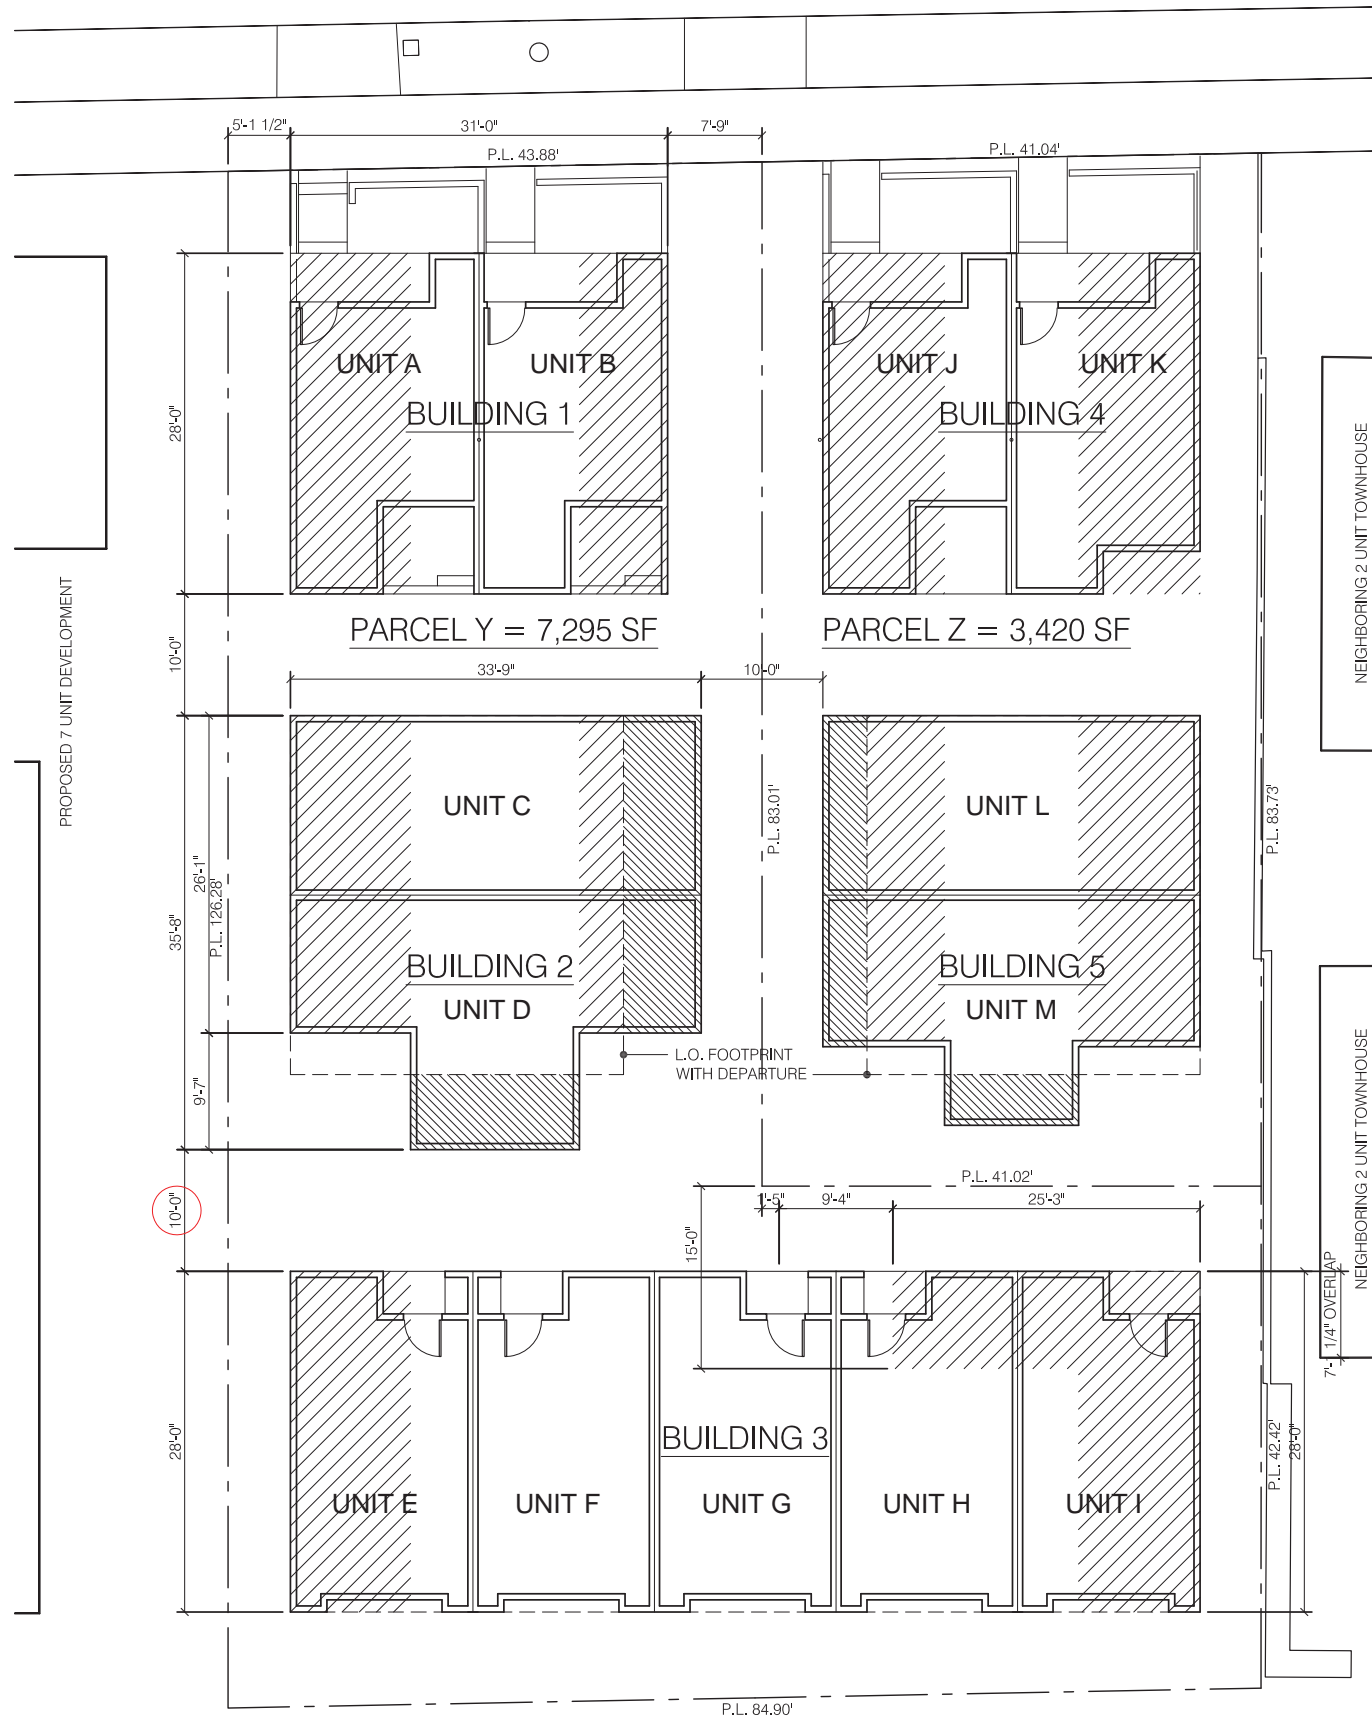 5'-1 1/2"
31'-0"
7'-9"
P.L. 43.88'
P.L. 41.04'
28'-0"
UNIT A
UNIT B
UNIT J
UNIT K
BUILDING 1
BUILDING 4
NEIGHBORING 2 UNIT TOWNHOUSE
PROPOSED 7 UNIT DEVELOPMENT
10'-0"
PARCEL Y = 7,295 SF
PARCEL Z = 3,420 SF
33'-9"
10'-0"
UNIT C
UNIT L
P.L. 83.01'
P.L. 83.73'
26'-1"
P.L. 126.28'
35'-8"
BUILDING 2
UNIT D
BUILDING 5
UNIT M
L.O. FOOTPRINT
WITH DEPARTURE
9'-7"
NEIGHBORING 2 UNIT TOWNHOUSE
P.L. 41.02'
10'-0"
1'-5"
9'-4"
25'-3"
15'-0"
7'-1 1/4" OVERLAP
28'-0"
BUILDING 3
P.L. 42.42'
28'-0"
UNIT E
UNIT F
UNIT G
UNIT H
UNIT I
P.L. 84.90'